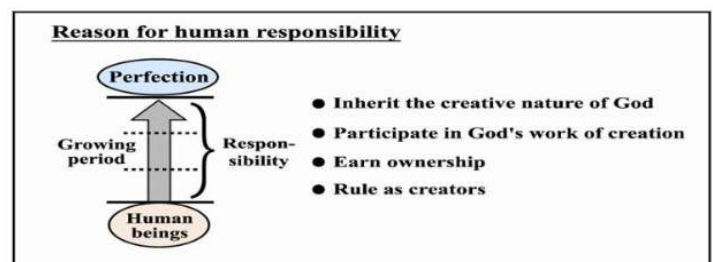 Reason for human responsibility
Perfection
Growing
period
Respon-
sibility
Human
beings
● Inherit the creative nature of God
● Participate in God's work of creation
● Earn ownership
● Rule as creators